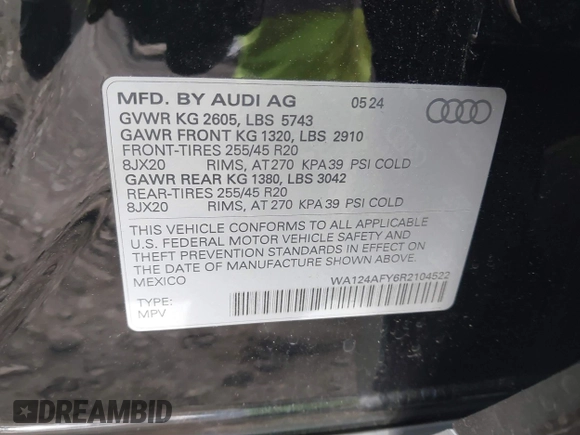 MFD. BY AUDI AG 05 24
GVWR KG 2605, LBS 5743
GAWR FRONT KG 1320, LBS 2910
FRONT-TIRES 255/45 R20
8JX20 RIMS, AT 270 KPA 39 PSI COLD
GAWR REAR KG 1380, LBS 3042
REAR-TIRES 255/45 R20
8JX20 RIMS, AT 270 KPA 39 PSI COLD
THIS VEHICLE CONFORMS TO ALL APPLICABLE
U.S. FEDERAL MOTOR VEHICLE SAFETY AND
THEFT PREVENTION STANDARDS IN EFFECT ON
THE DATE OF MANUFACTURE SHOWN ABOVE.
MEXICO WA124AFY6R2104522
TYPE:
MPV
DREAMBID